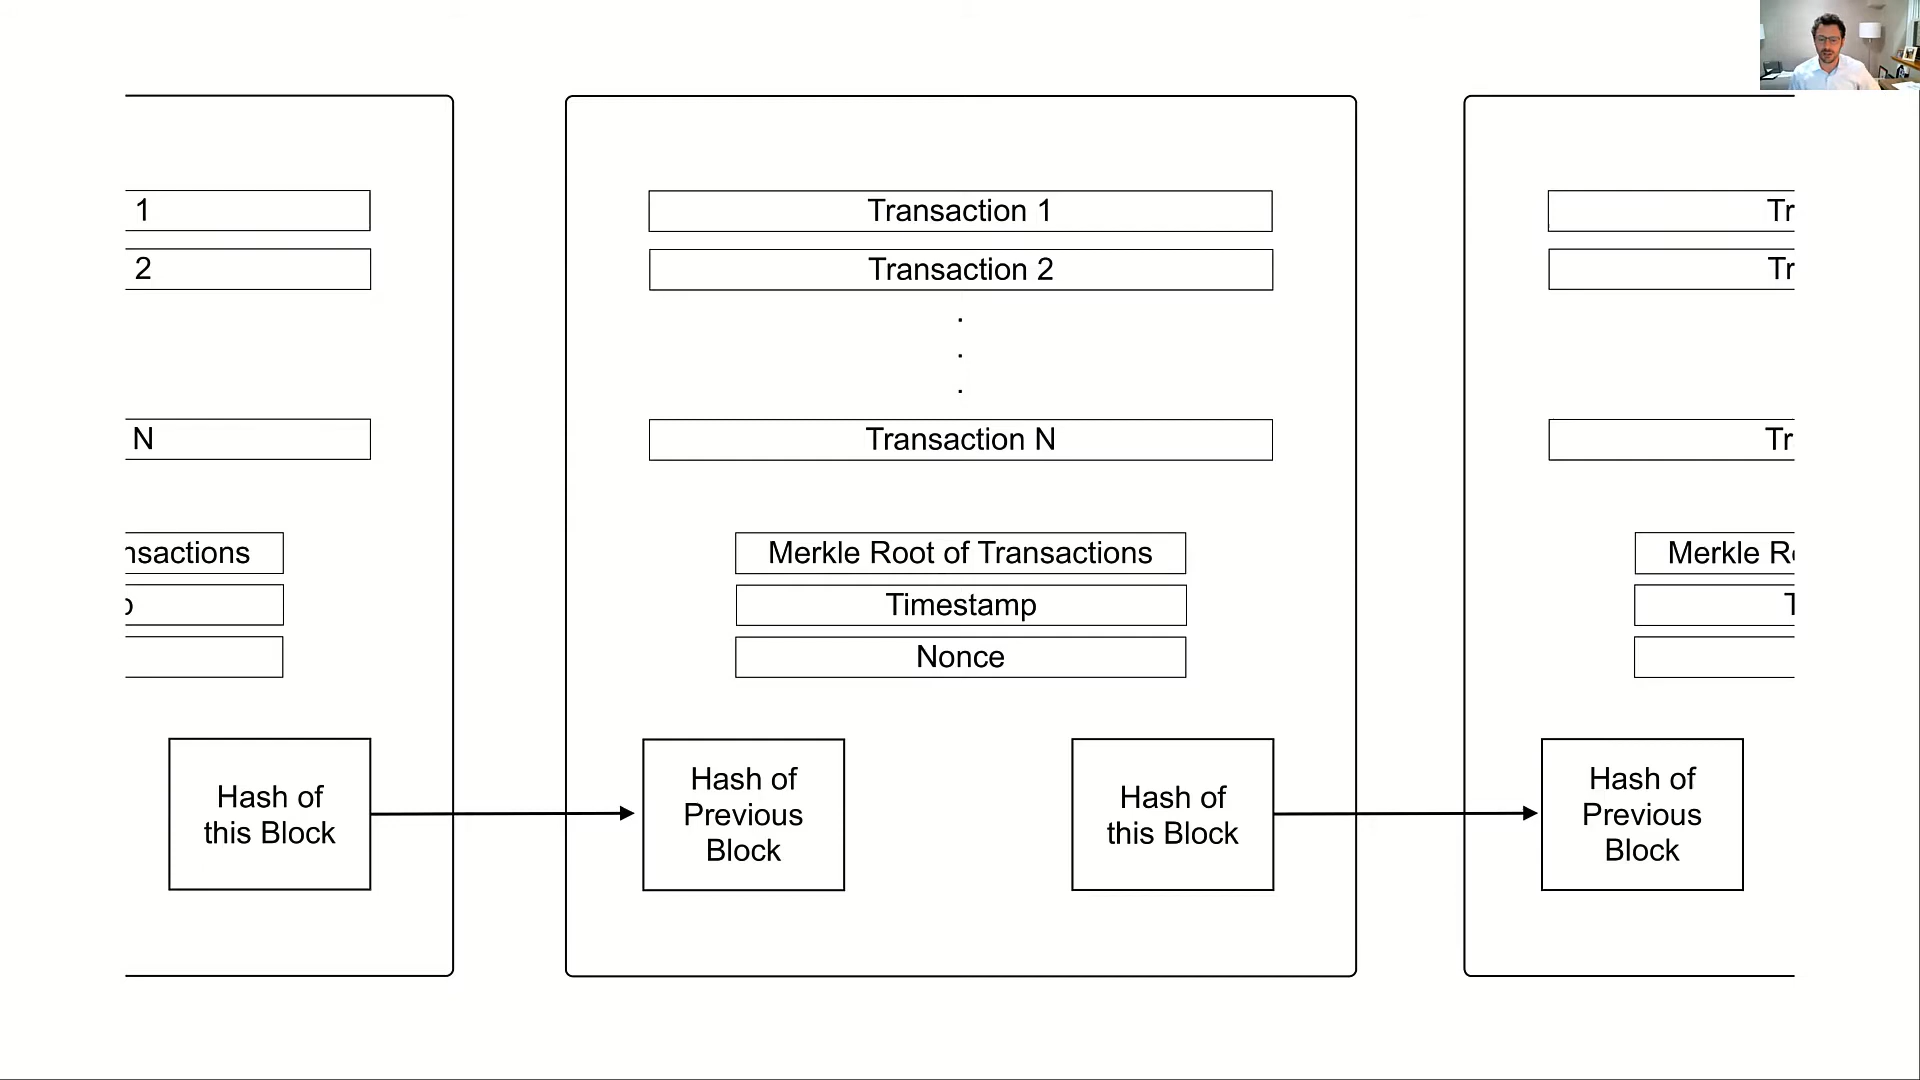 1
2
N
nsactions
Hash of
this Block
Transaction 1
Transaction 2
.
.
.
Transaction N
Merkle Root of Transactions
Timestamp
Nonce
Hash of
Previous
Block
Hash of
this Block
Tr
Tr
Tr
Merkle R
T
Hash of
Previous
Block